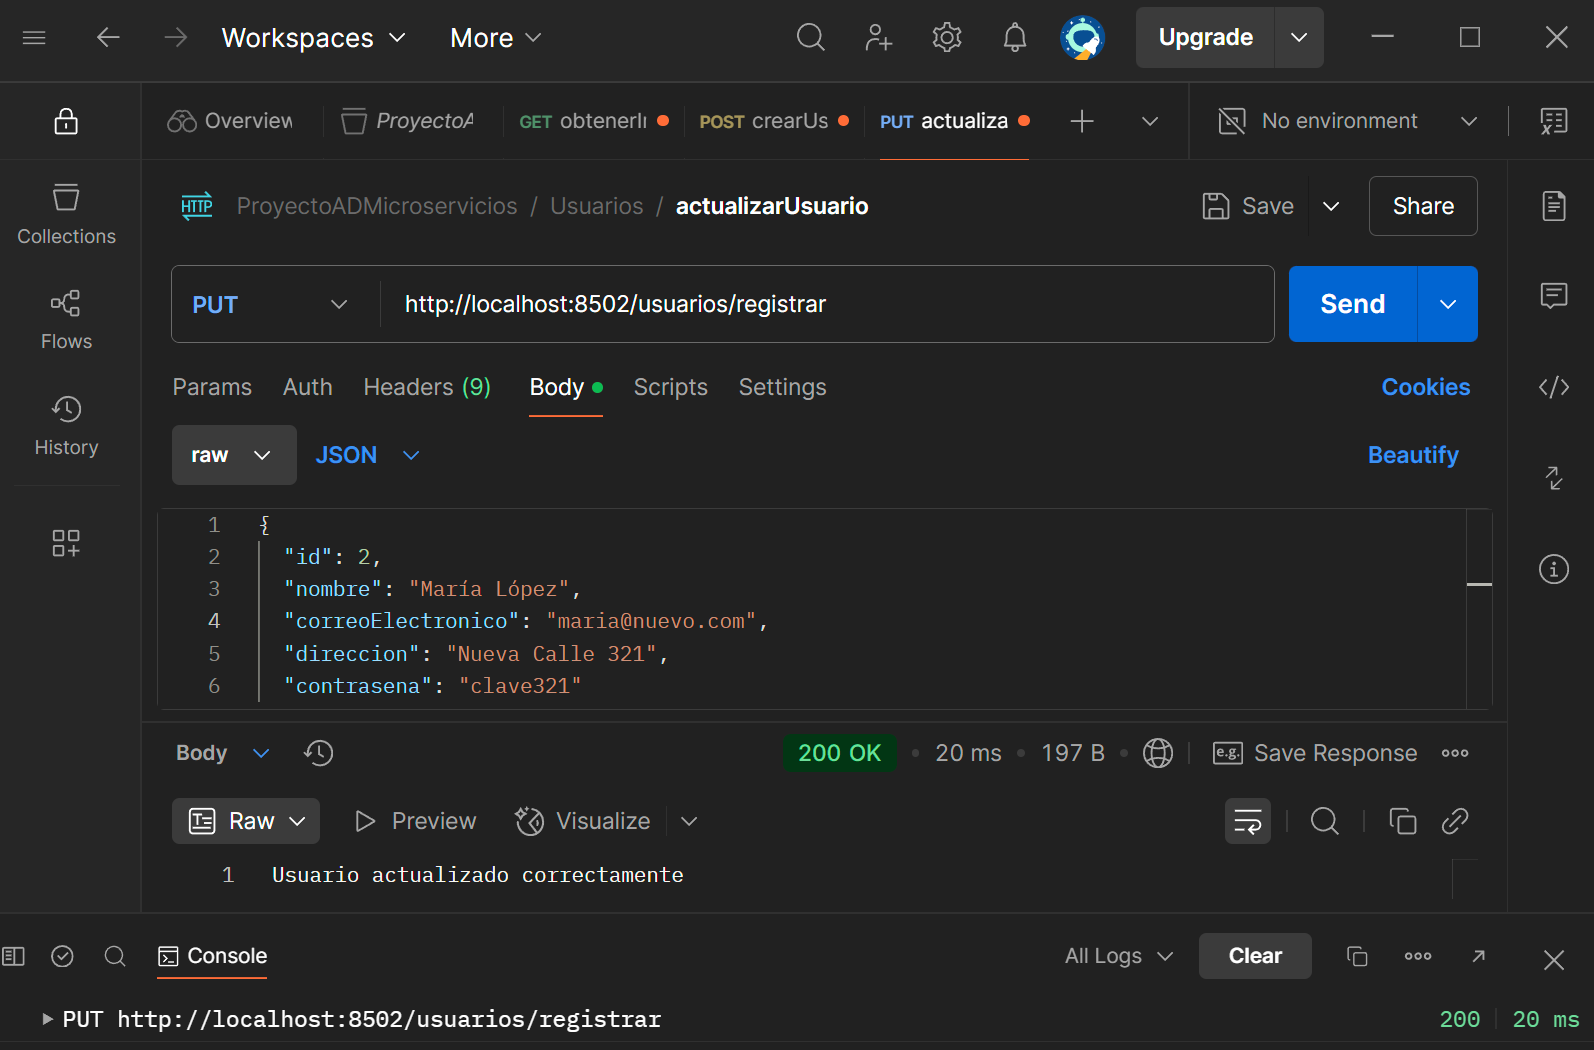 Workspaces More Upgrade
Overview ProyectoA GET obtenerI POST crearUs PUT actualiza No environment
HTTP ProyectoADMicroservicios / Usuarios / actualizarUsuario Save Share
Collections
PUT http://localhost:8502/usuarios/registrar Send
Flows
Params Auth Headers (9) Body Scripts Settings Cookies
History
raw JSON Beautify
1 {
2 "id": 2,
3 "nombre": "María López",
4 "correoElectronico": "maria@nuevo.com",
5 "direccion": "Nueva Calle 321",
6 "contrasena": "clave321"
Body 200 OK 20 ms 197 B e.g. Save Response
Raw Preview Visualize
1 Usuario actualizado correctamente
Console All Logs Clear
PUT http://localhost:8502/usuarios/registrar 200 20 ms